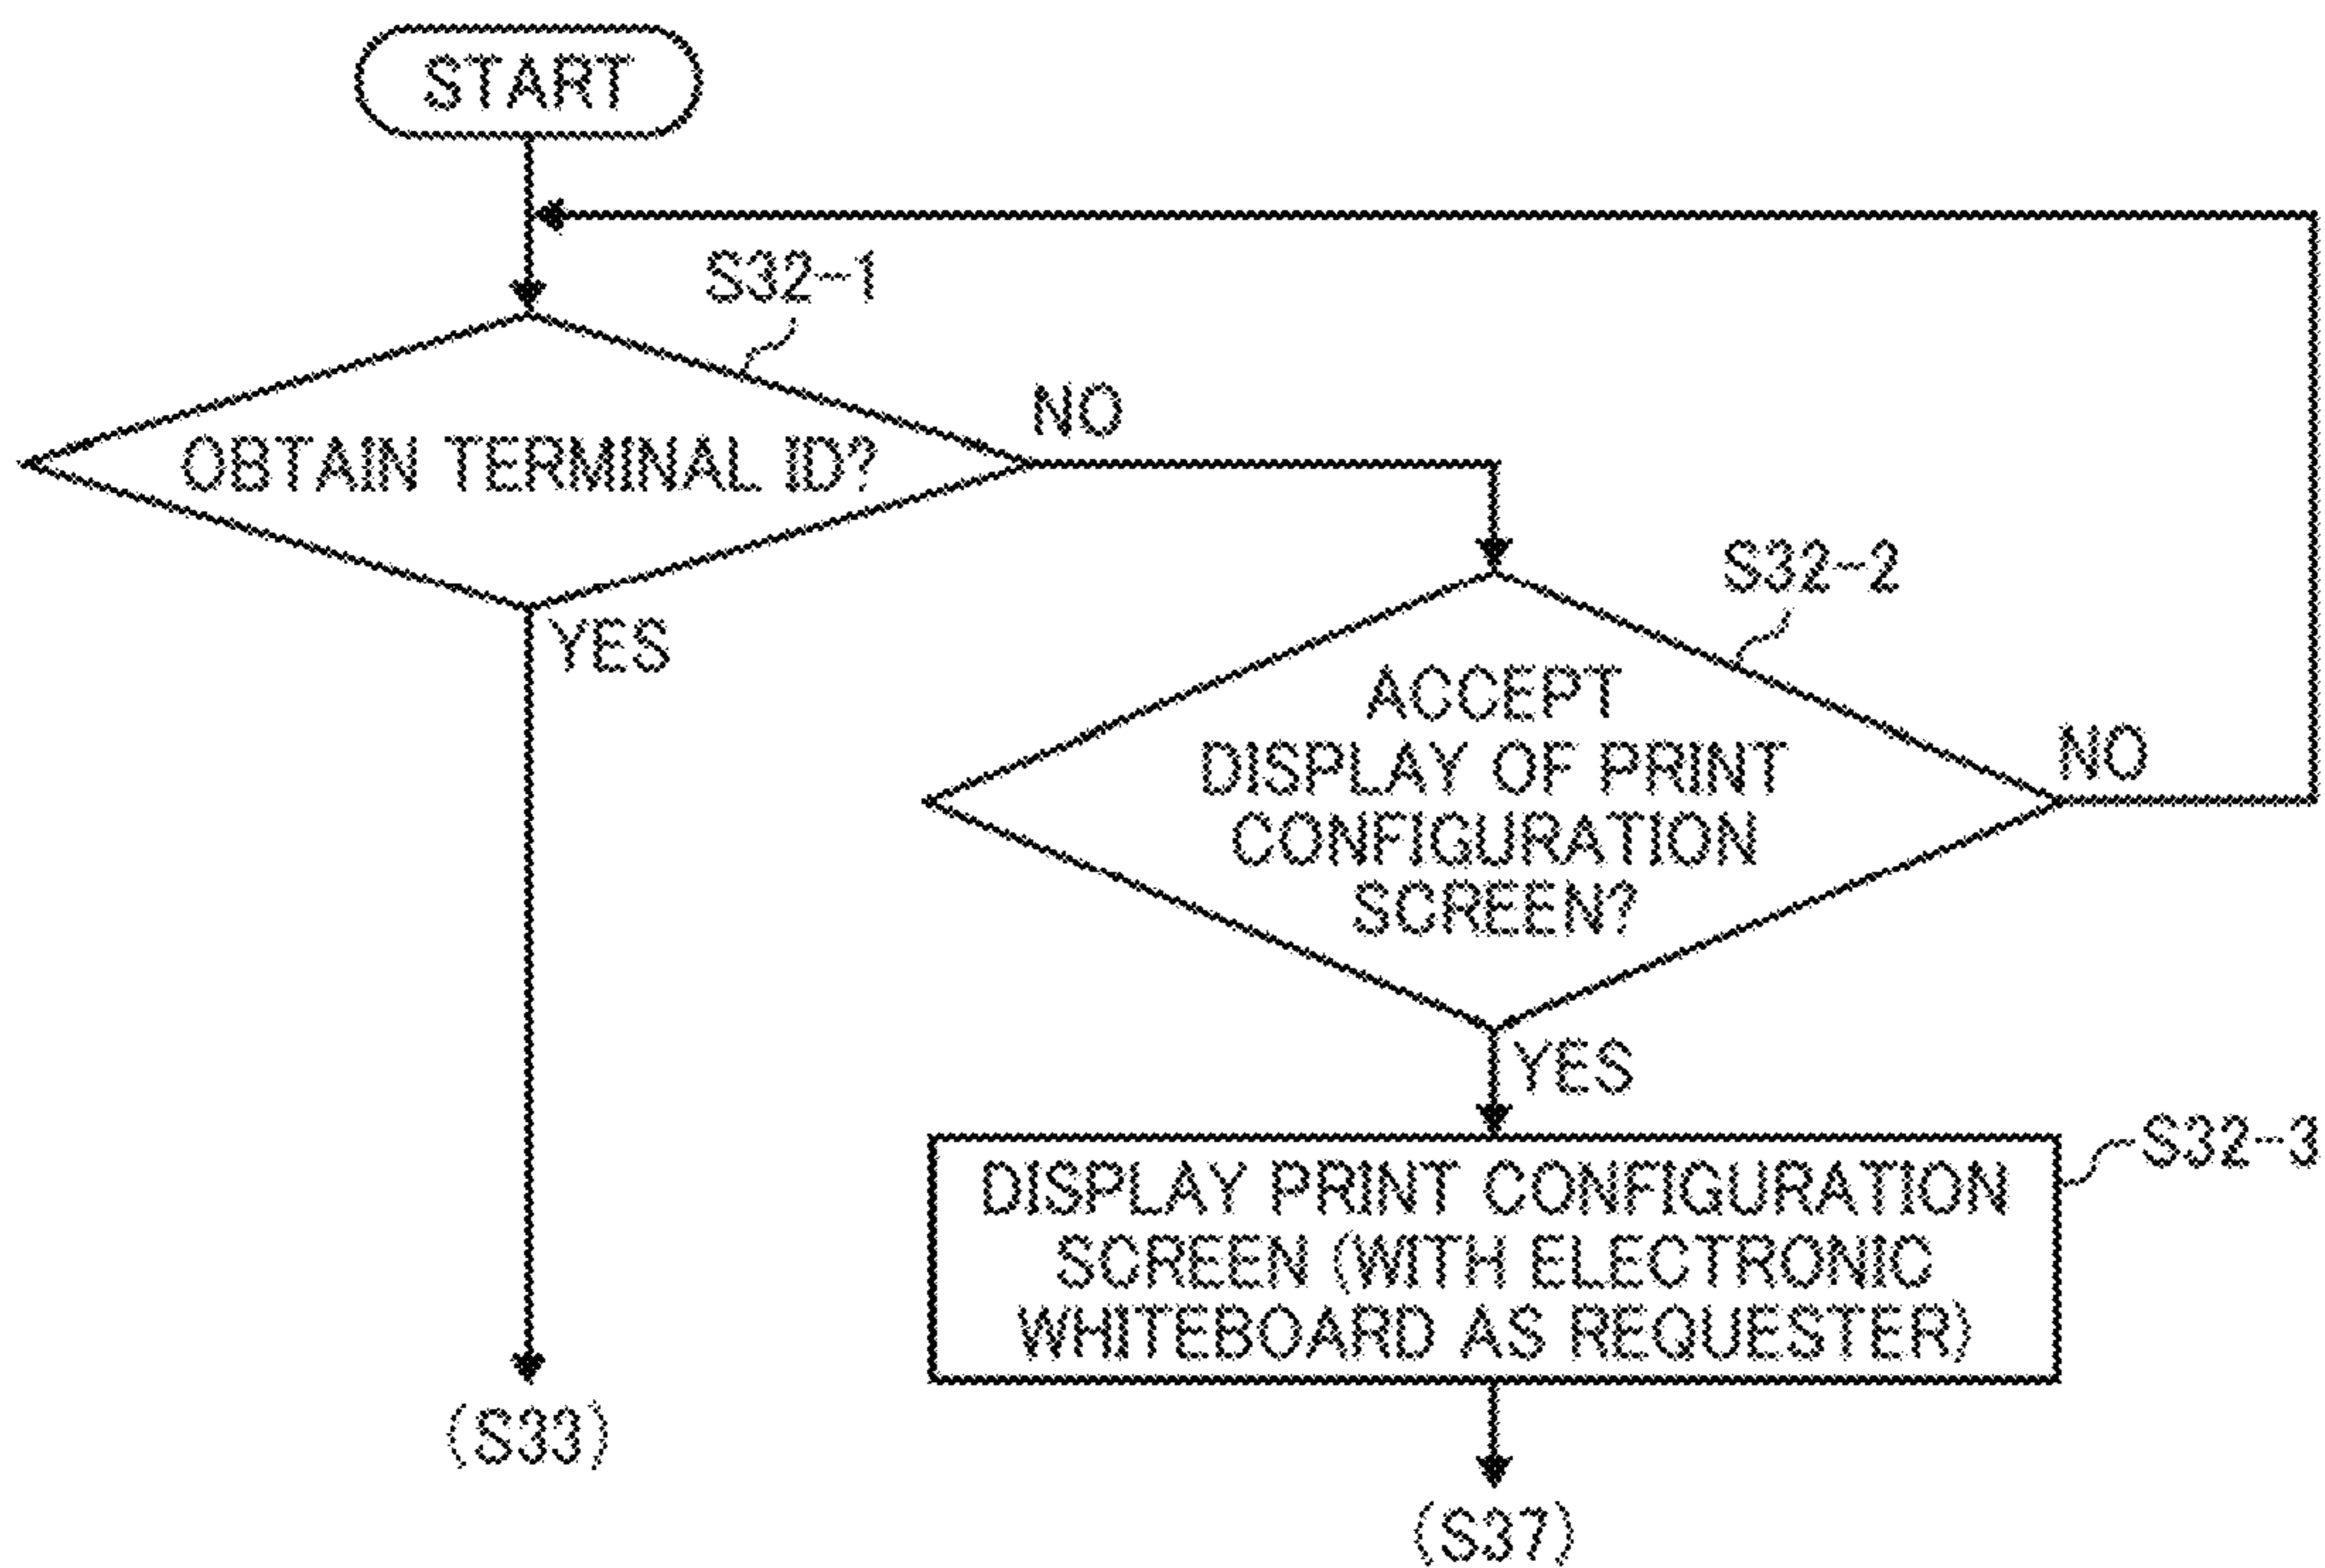 START
S32-1
NO
OBTAIN TERMINAL ID?
YES
S32-2
ACCEPT
DISPLAY OF PRINT
CONFIGURATION
SCREEN?
NO
YES
S32-3
DISPLAY PRINT CONFIGURATION
SCREEN (WITH ELECTRONIC
WHITEBOARD AS REQUESTER)
(S33)
(S37)